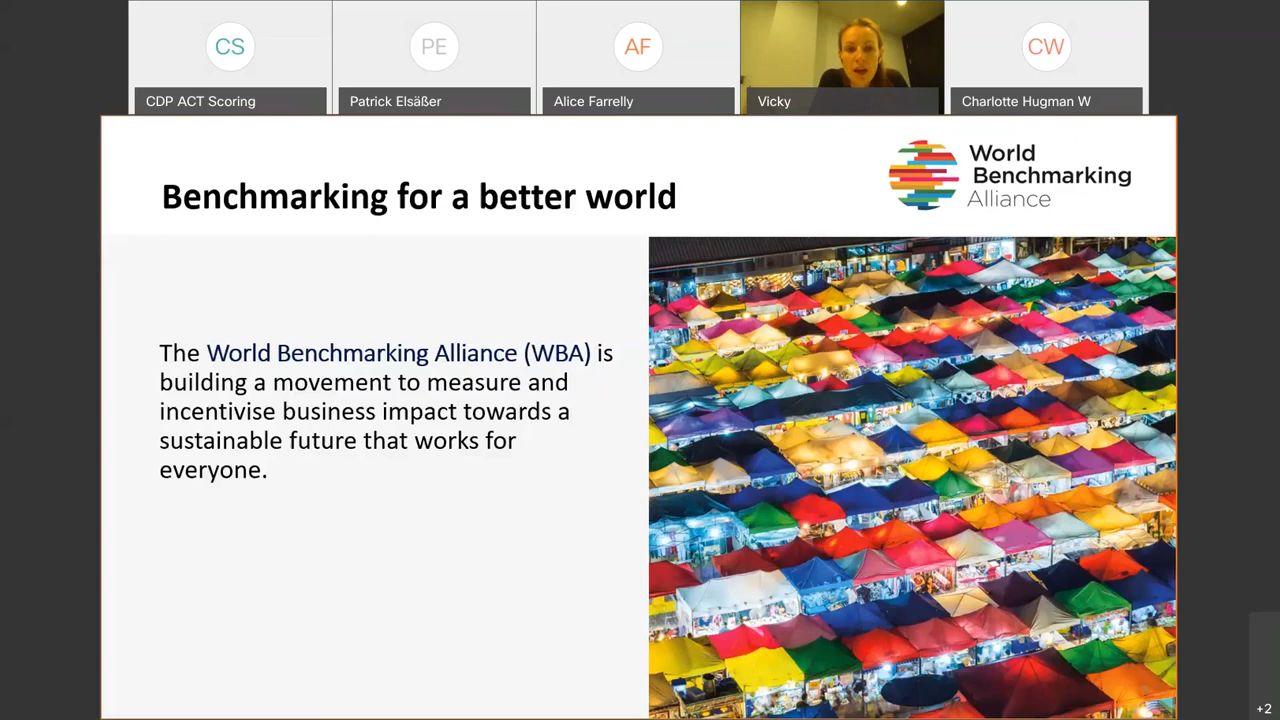 CS
PE
AF
CW
CDP ACT Scoring
Patrick Elsäßer
Alice Farrelly
Vicky
Charlotte Hugman W
World
Benchmarking
Alliance
Benchmarking for a better world
The World Benchmarking Alliance (WBA) is
building a movement to measure and
incentivise business impact towards a
sustainable future that works for
everyone.
+2